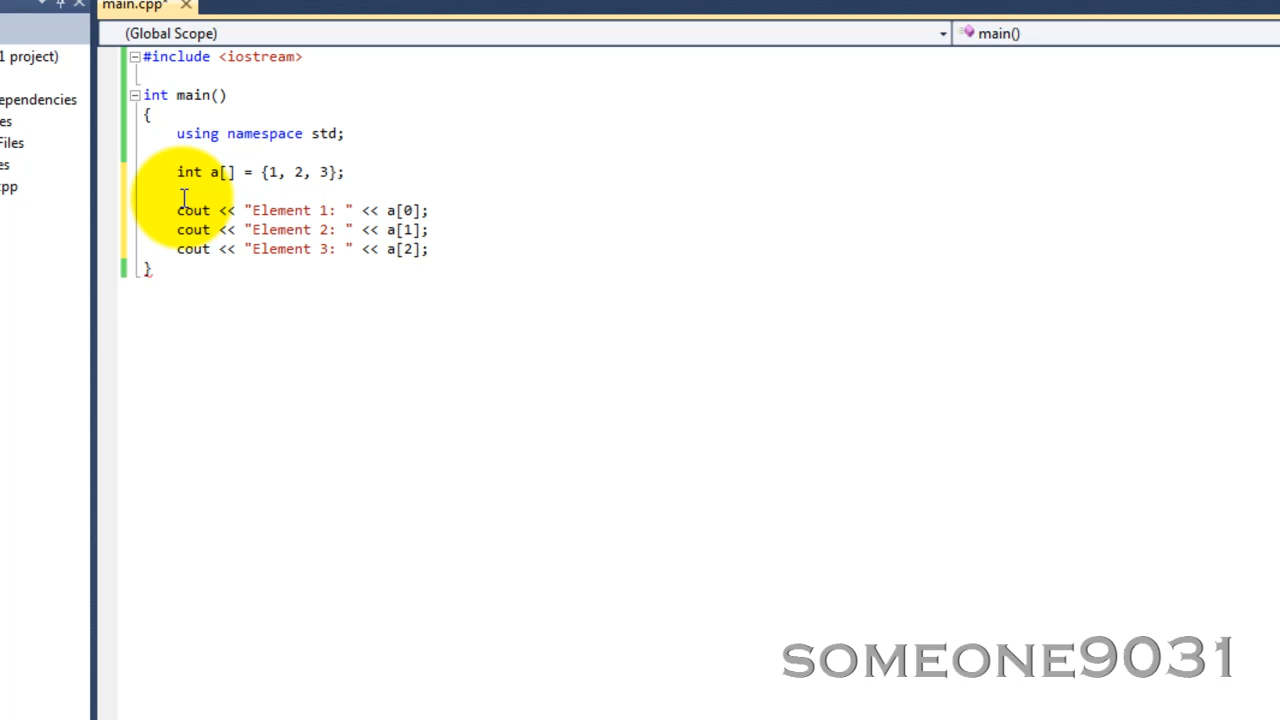 main.cpp*
(Global Scope)
main()
1 project)
ependencies
es
Files
es
pp
#include <iostream>
int main()
{
using namespace std;
int a[] = {1, 2, 3};
cout << "Element 1: " << a[0];
cout << "Element 2: " << a[1];
cout << "Element 3: " << a[2];
}
SOMEONE9031